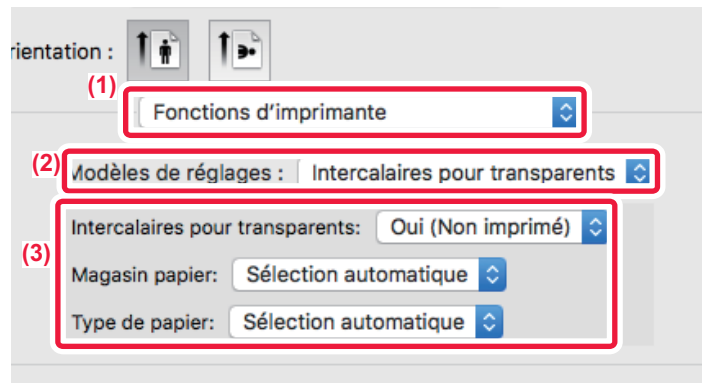 rientation :
(1)
Fonctions d'imprimante
(2)
Modèles de réglages : Intercalaires pour transparents
(3)
Intercalaires pour transparents: Oui (Non imprimé)
Magasin papier: Sélection automatique
Type de papier: Sélection automatique